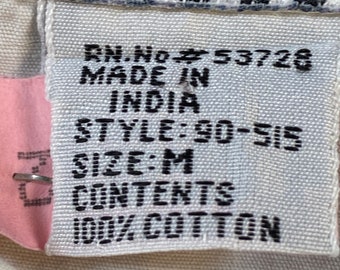 RN.No # 53728
MADE IN
INDIA
STYLE: 90-515
SIZE: M
CONTENTS
100% COTTON